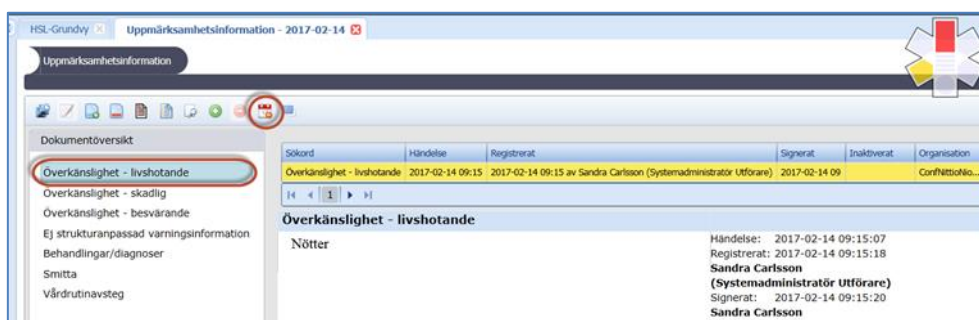 HSL-Grundvy
Uppmärksamhetsinformation - 2017-02-14
Uppmärksamhetsinformation
Dokumentöversikt
Överkänslighet - livshotande
Överkänslighet - skadlig
Överkänslighet - besvärande
Ej strukturanpassad varningsinformation
Behandlingar/diagnoser
Smitta
Vårdrutinavsteg
Sökord Händelse Registrerat Signerat Inaktiverat Organisation
Överkänslighet - livshotande 2017-02-14 09:15 2017-02-14 09:15 av Sandra Carlsson (Systemadministratör Utförare) 2017-02-14 09 ConfNittioNio...
1
Överkänslighet - livshotande
Nötter
Händelse: 2017-02-14 09:15:07
Registrerat: 2017-02-14 09:15:18
Sandra Carlsson
(Systemadministratör Utförare)
Signerat: 2017-02-14 09:15:20
Sandra Carlsson